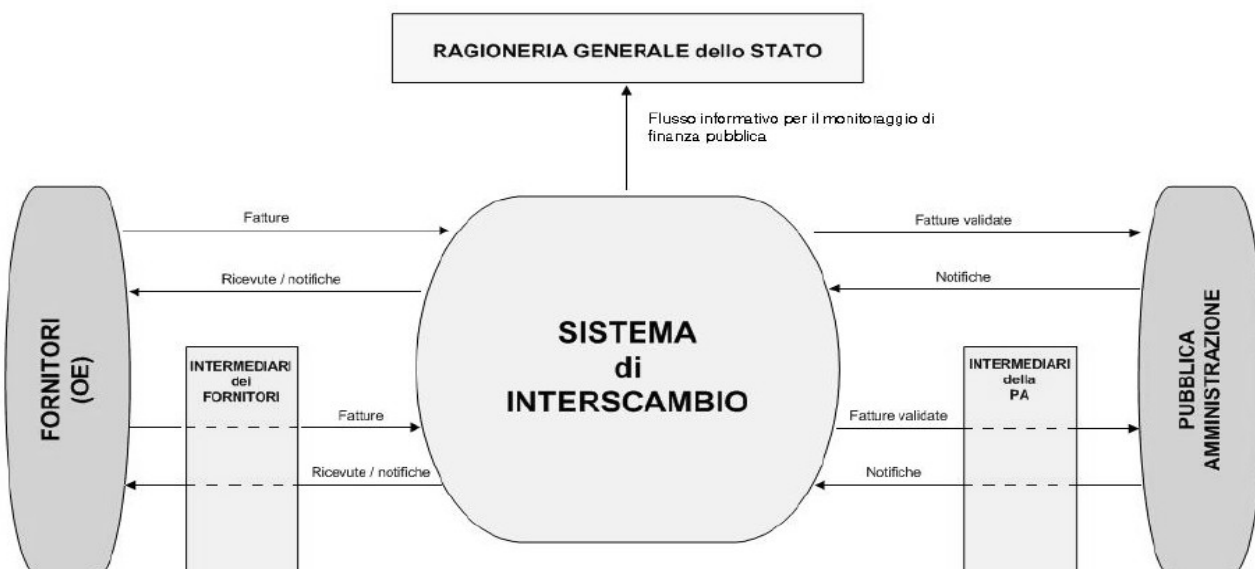 RAGIONERIA GENERALE dello STATO
Flusso informativo per il monitoraggio di
finanza pubblica
Fatture
Fatture validate
Ricevute / notifiche
Notifiche
FORNITORI
(OE)
SISTEMA
di
INTERSCAMBIO
PUBBLICA
AMMINISTRAZIONE
INTERMEDIARI
dei
FORNITORI
INTERMEDIARI
della
PA
Fatture
Fatture validate
Ricevute / notifiche
Notifiche